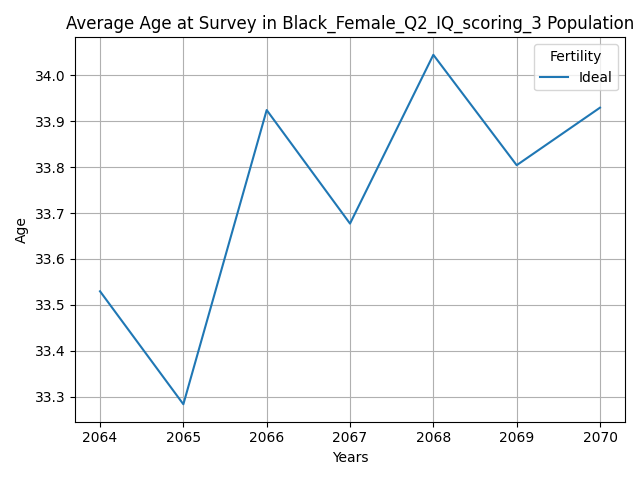 Average Age at Survey in Black_Female_Q2_IQ_scoring_3 Population
Fertility
Ideal
Age
34.0
33.9
33.8
33.7
33.6
33.5
33.4
33.3
2064 2065 2066 2067 2068 2069 2070
Years